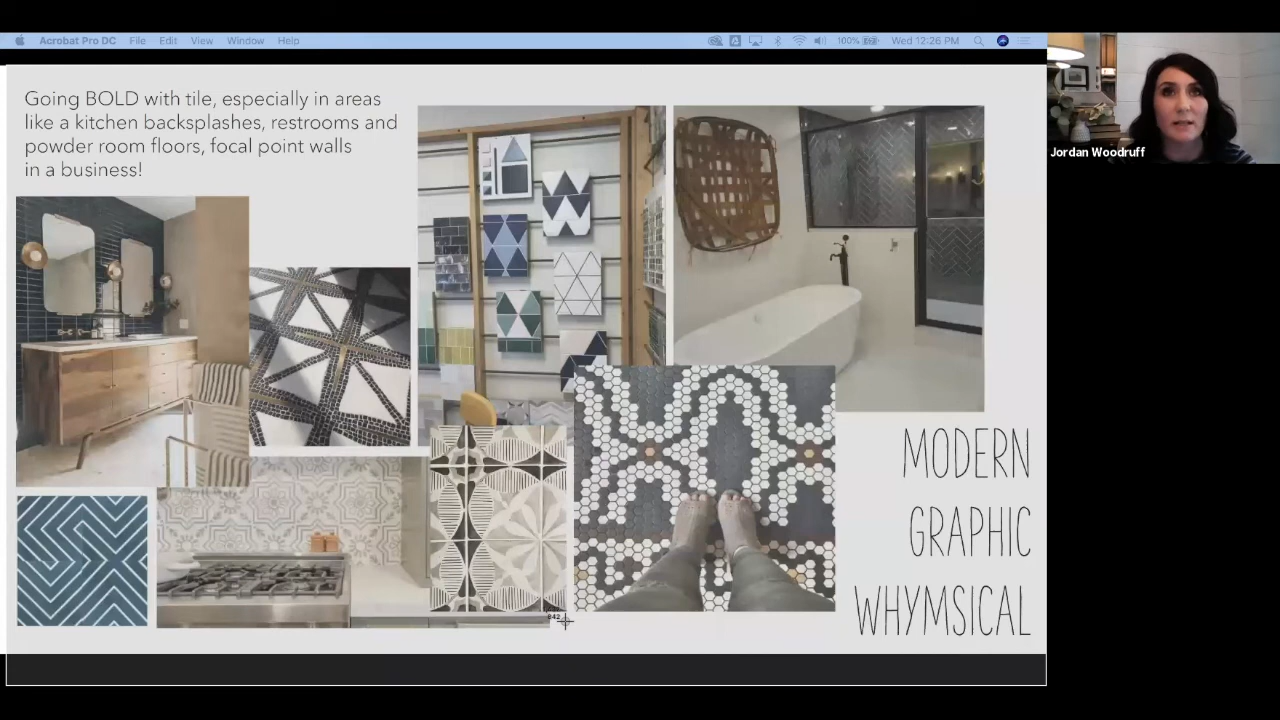 Acrobat Pro DC File Edit View Window Help 100% Wed 12:26 PM
Going BOLD with tile, especially in areas
like a kitchen backsplashes, restrooms and
powder room floors, focal point walls
in a business!
Jordan Woodruff
MODERN
GRAPHIC
WHYMSICAL